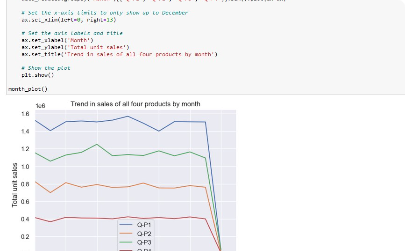 # Set the x-axis limits to only show up to December
ax.set_xlim(left=0, right=13)
# Set the axis labels and title
ax.set_xlabel('Month')
ax.set_ylabel('Total unit sales')
ax.set_title('Trend in sales of all four products by month')
# Show the plot
plt.show()
month_plot()
Trend in sales of all four products by month
1e6
1.6
1.4
1.2
1.0
0.8
0.6
0.4
0.2
Total unit sales
Q-P1
Q-P2
Q-P3
Q-P4